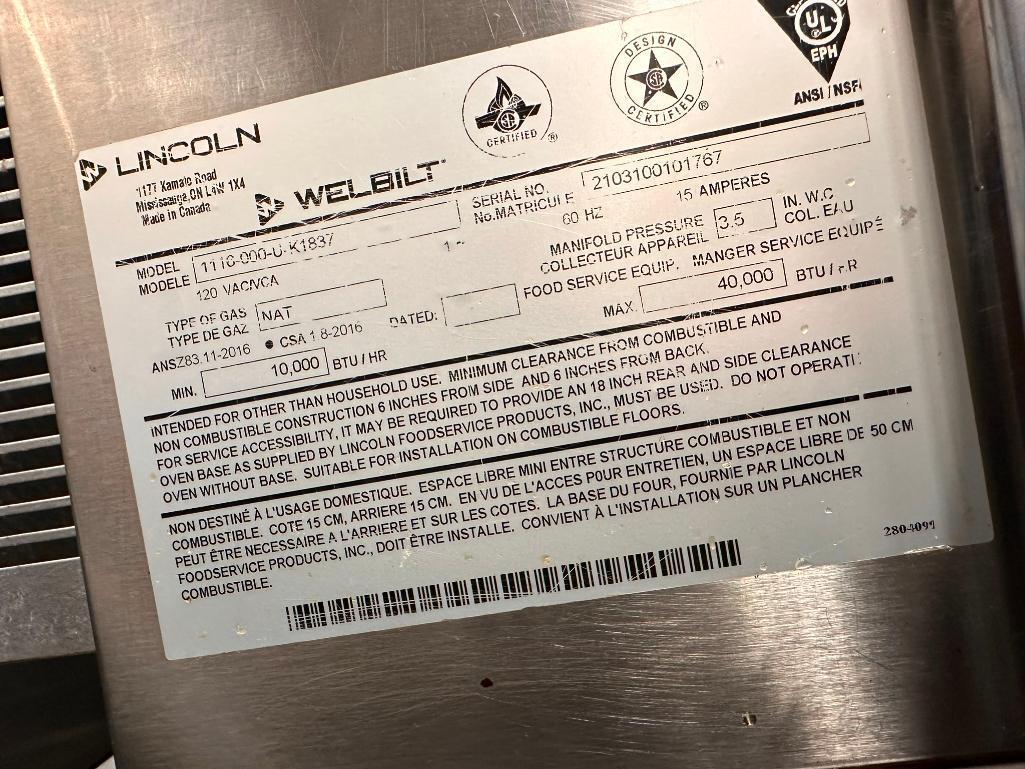 LINCOLN
1177 Kamato Road
Mississauga, ON L4W 1X4
Made in Canada
WELBILT
CERTIFIED ®
DESIGN
CERTIFIED ®
UL
EPH
ANSI / NSF
MODEL
MODELE
1116-000-U-K1837
SERIAL NO.
No.MATRICULE
2103100101767
120 VAC/VCA
1 ~
60 HZ
15 AMPERES
TYPE OF GAS
TYPE DE GAZ
NAT
MANIFOLD PRESSURE
COLLECTEUR APPAREIL
3.5
IN. W.C
COL. EAU
ANSZ83.11-2016 ● CSA 1.8-2016
DATED:
FOOD SERVICE EQUIP. MANGER SERVICE EQUIPÉ
MIN.
10,000
BTU / HR
MAX.
40,000
BTU / HR
INTENDED FOR OTHER THAN HOUSEHOLD USE. MINIMUM CLEARANCE FROM COMBUSTIBLE AND
NON COMBUSTIBLE CONSTRUCTION 6 INCHES FROM SIDE AND 6 INCHES FROM BACK.
FOR SERVICE ACCESSIBILITY, IT MAY BE REQUIRED TO PROVIDE AN 18 INCH REAR AND SIDE CLEARANCE
OVEN BASE AS SUPPLIED BY LINCOLN FOODSERVICE PRODUCTS, INC., MUST BE USED. DO NOT OPERATE
OVEN WITHOUT BASE. SUITABLE FOR INSTALLATION ON COMBUSTIBLE FLOORS.
NON DESTINÉ À L'USAGE DOMESTIQUE. ESPACE LIBRE MINI ENTRE STRUCTURE COMBUSTIBLE ET NON
COMBUSTIBLE. COTE 15 CM, ARRIERE 15 CM. EN VU DE L'ACCES POUR ENTRETIEN, UN ESPACE LIBRE DE 50 CM
PEUT ÊTRE NECESSAIRE A L'ARRIERE ET SUR LES COTES. LA BASE DU FOUR, FOURNIE PAR LINCOLN
FOODSERVICE PRODUCTS, INC., DOIT ÊTRE INSTALLE. CONVIENT À L'INSTALLATION SUR UN PLANCHER
COMBUSTIBLE.